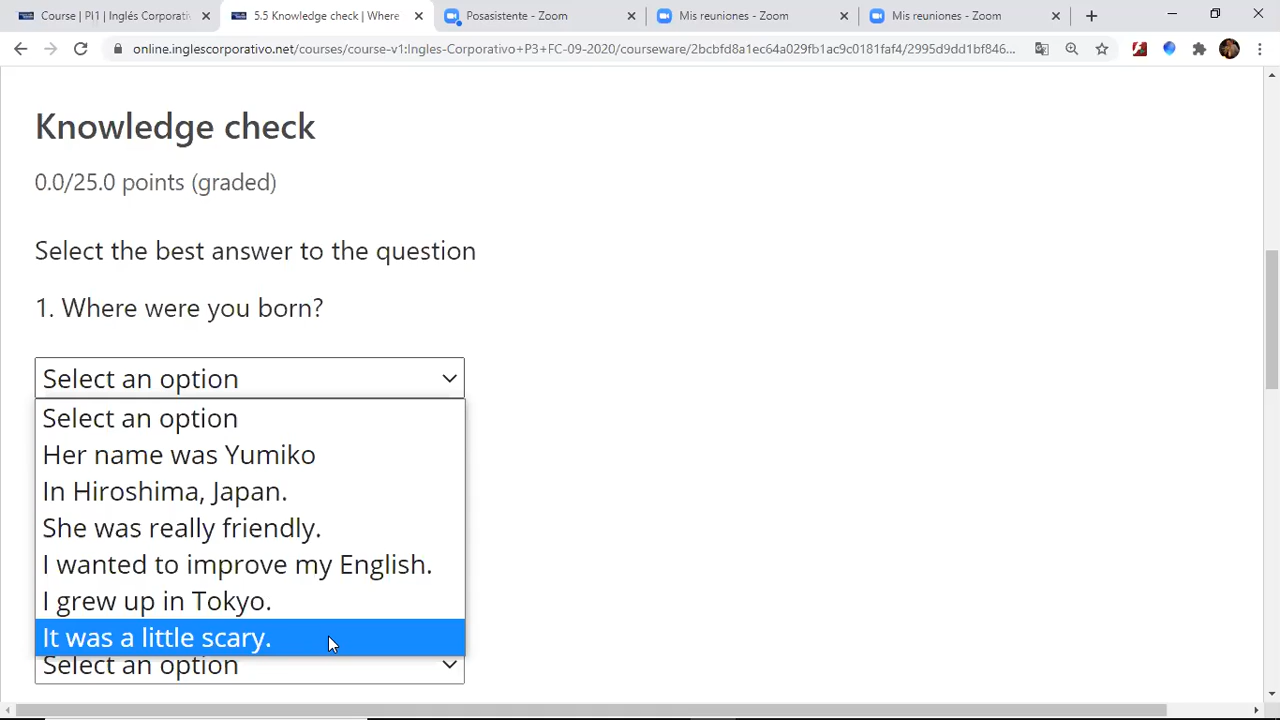 Course | PI1 | Inglés Corporati
5.5 Knowledge check | Wher
Posasistente - Zoom
Mis reuniones - Zoom
Mis reuniones - Zoom
online.inglescorporativo.net/courses/course-v1:Ingles-Corporativo+P3+FC-09-2020/courseware/2bcbfd8a1ec64a029fb1ac9c0181faf4/2995d9dd1bf846...
Knowledge check
0.0/25.0 points (graded)
Select the best answer to the question
1. Where were you born?
Select an option
Select an option
Her name was Yumiko
In Hiroshima, Japan.
She was really friendly.
I wanted to improve my English.
I grew up in Tokyo.
It was a little scary.
Select an option